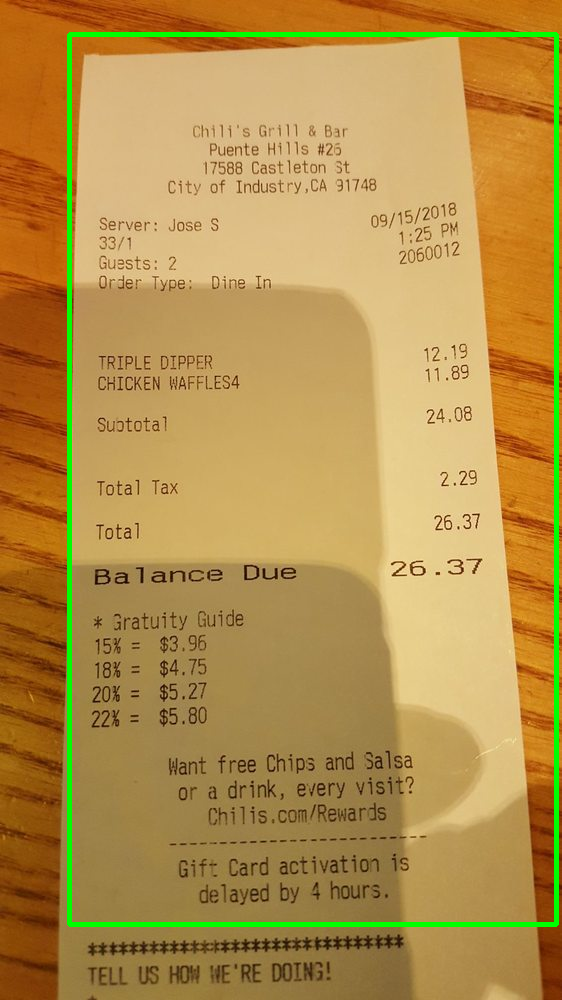 Chili's Grill & Bar
Puente Hills #26
17588 Castleton St
City of Industry,CA 91748
Server: Jose S 09/15/2018
33/1 1:25 PM
Guests: 2 2060012
Order Type: Dine In
TRIPLE DIPPER 12.19
CHICKEN WAFFLES4 11.89
Subtotal 24.08
Total Tax 2.29
Total 26.37
Balance Due 26.37
* Gratuity Guide
15% = $3.96
18% = $4.75
20% = $5.27
22% = $5.80
Want free Chips and Salsa
or a drink, every visit?
Chilis.com/Rewards
-------------------------
Gift Card activation is
delayed by 4 hours.
*******************************
TELL US HOW WE'RE DOING!